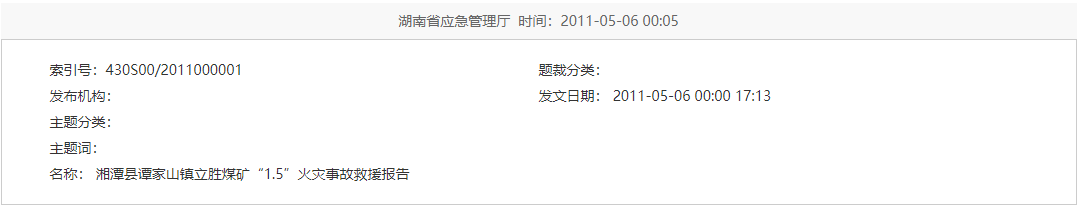 湖南省应急管理厅 时间：2011-05-06 00:05
索引号：430S00/2011000001 题裁分类：
发布机构： 发文日期： 2011-05-06 00:00 17:13
主题分类：
主题词：
名称： 湘潭县谭家山镇立胜煤矿“1.5”火灾事故救援报告